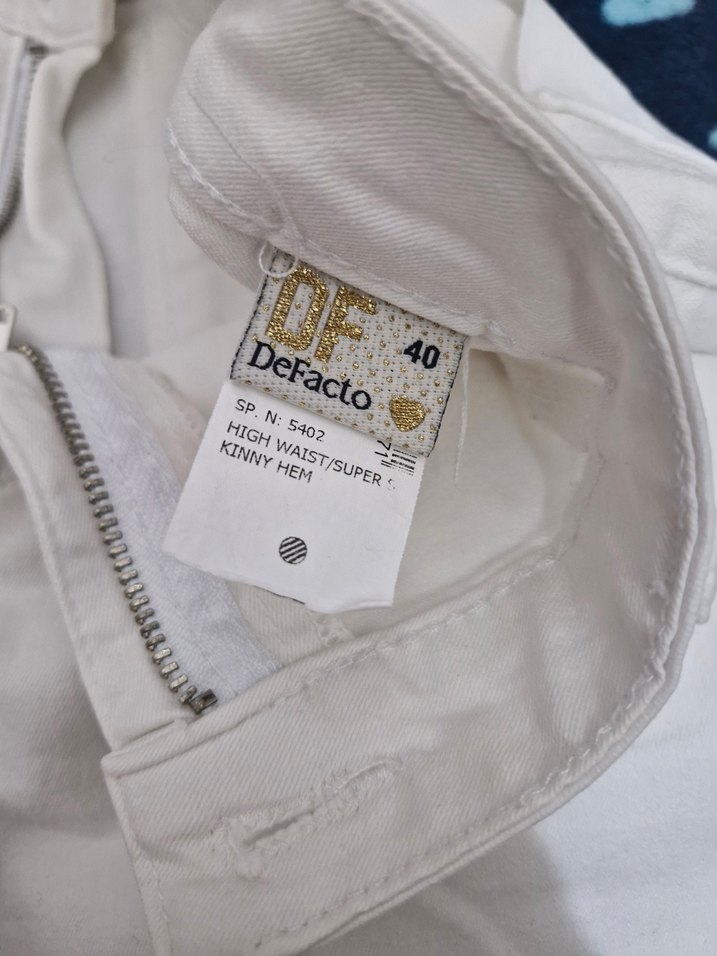 DF
40
DeFacto
SP. N: 5402
HIGH WAIST/SUPER S
KINNY HEM